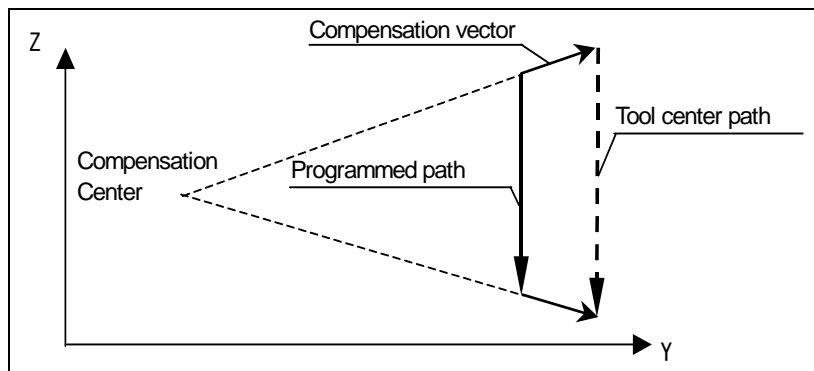 Z
Compensation vector
Tool center path
Compensation
Center
Programmed path
Y